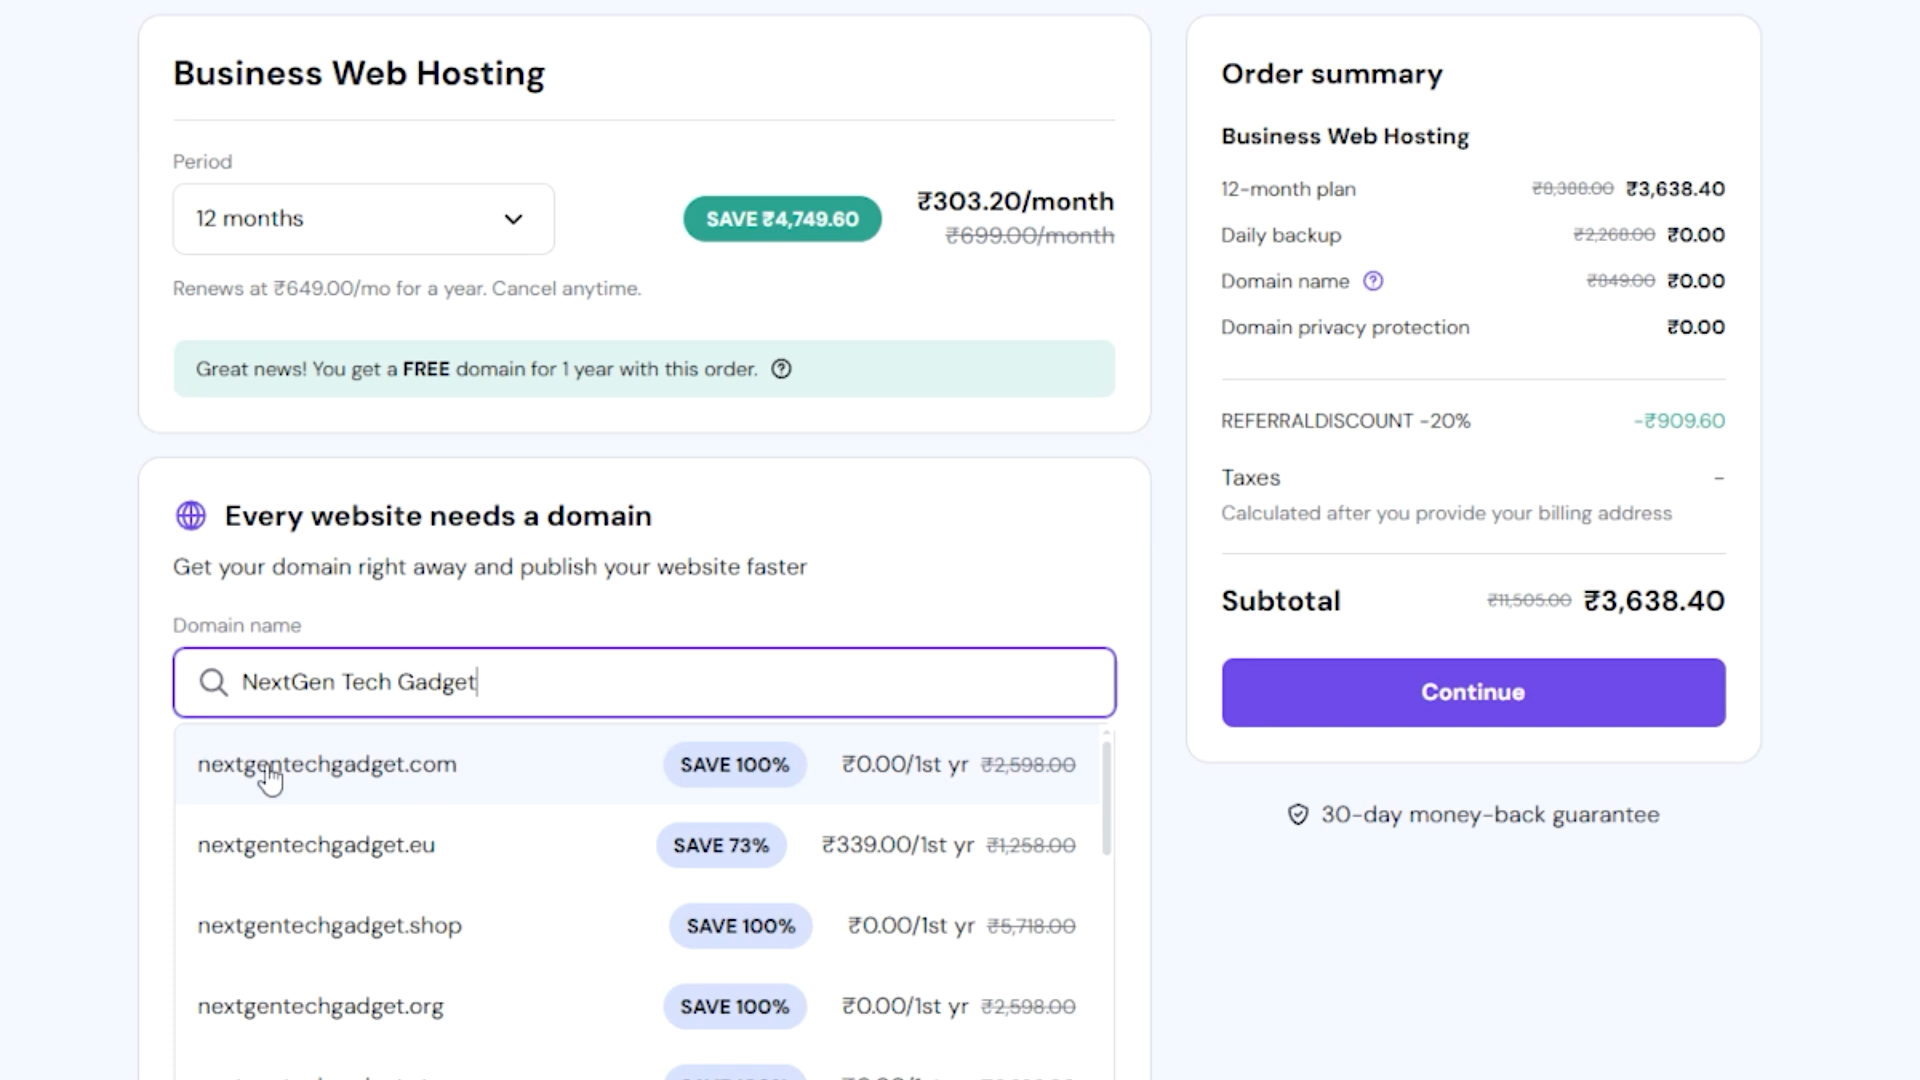 Business Web Hosting
Period
12 months
SAVE ₹4,749.60
₹303.20/month
₹699.00/month
Renews at ₹649.00/mo for a year. Cancel anytime.
Great news! You get a FREE domain for 1 year with this order.
Every website needs a domain
Get your domain right away and publish your website faster
Domain name
NextGen Tech Gadget
nextgentechgadget.com SAVE 100% ₹0.00/1st yr ₹2,598.00
nextgentechgadget.eu SAVE 73% ₹339.00/1st yr ₹1,258.00
nextgentechgadget.shop SAVE 100% ₹0.00/1st yr ₹5,718.00
nextgentechgadget.org SAVE 100% ₹0.00/1st yr ₹2,598.00
Order summary
Business Web Hosting
12-month plan ₹8,388.00 ₹3,638.40
Daily backup ₹2,268.00 ₹0.00
Domain name ₹849.00 ₹0.00
Domain privacy protection ₹0.00
REFERRALDISCOUNT -20% -₹909.60
Taxes -
Calculated after you provide your billing address
Subtotal ₹11,505.00 ₹3,638.40
Continue
30-day money-back guarantee